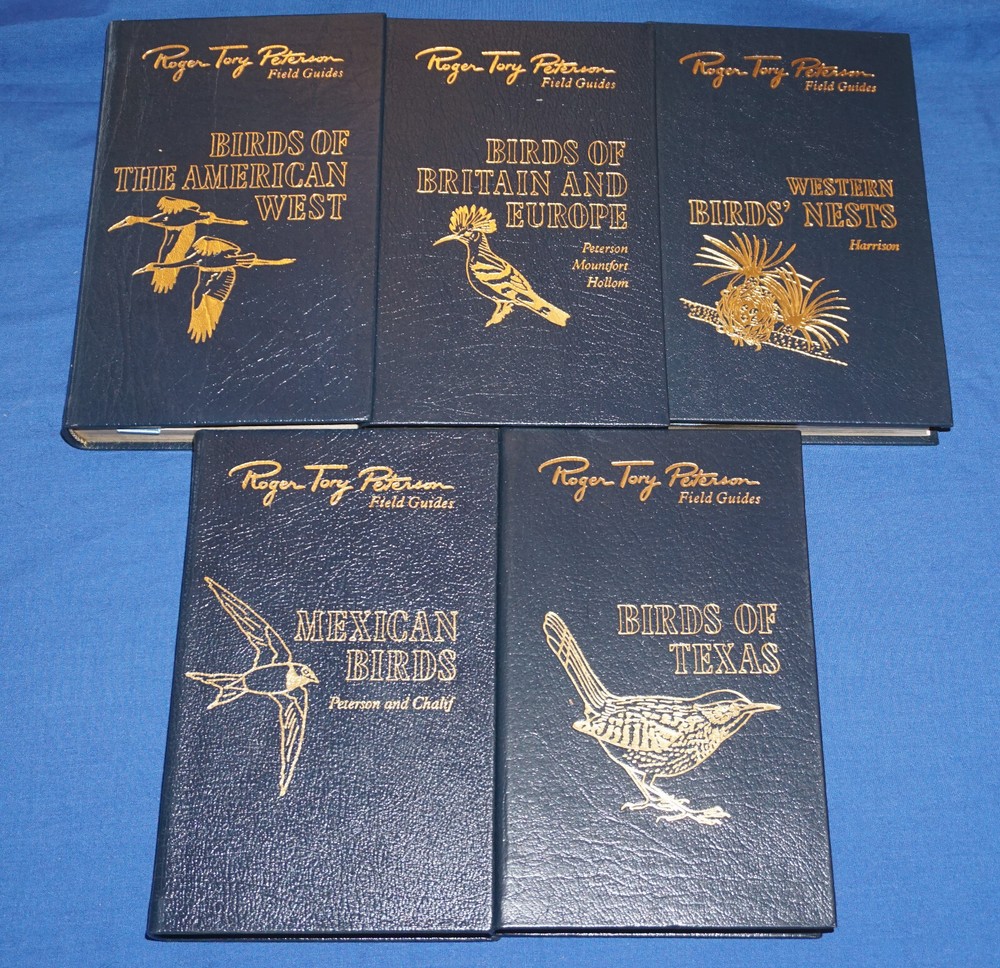 Roger Tory Peterson
Field Guides
BIRDS OF
THE AMERICAN
WEST
Roger Tory Peterson
Field Guides
BIRDS OF
BRITAIN AND
EUROPE
Peterson
Mountfort
Hollom
Roger Tory Peterson
Field Guides
WESTERN
BIRDS' NESTS
Harrison
Roger Tory Peterson
Field Guides
MEXICAN
BIRDS
Peterson and Chalif
Roger Tory Peterson
Field Guides
BIRDS OF
TEXAS